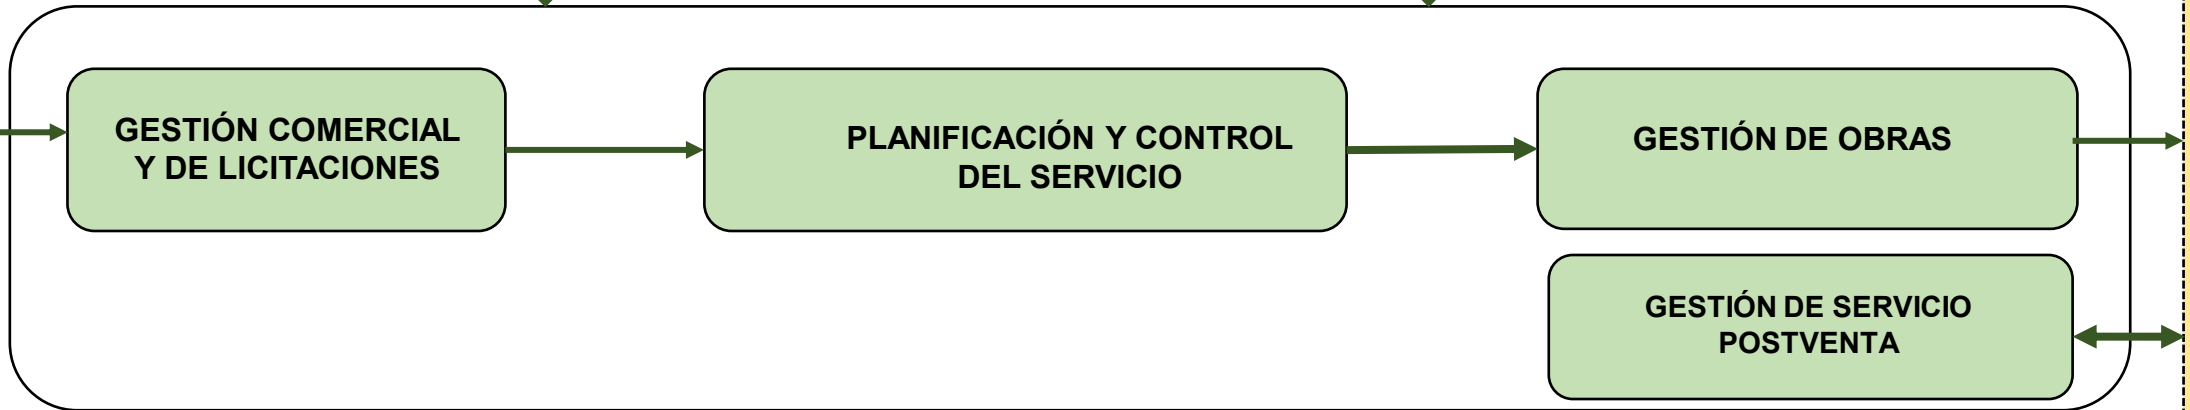 GESTIÓN COMERCIAL
Y DE LICITACIONES
PLANIFICACIÓN Y CONTROL
DEL SERVICIO
GESTIÓN DE OBRAS
GESTIÓN DE SERVICIO
POSTVENTA